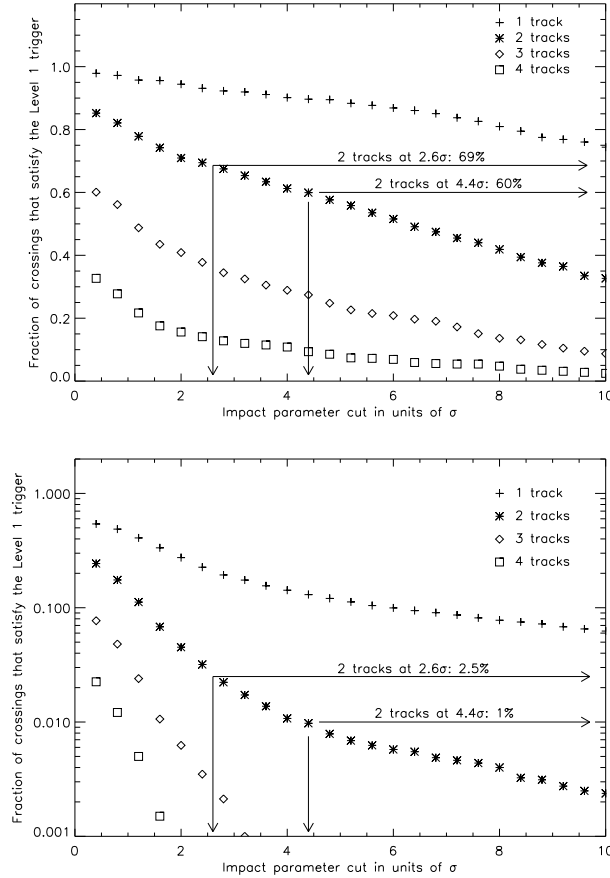 Fraction of crossings that satisfy the Level 1 trigger
1 track
2 tracks
3 tracks
4 tracks
1.0
0.8
0.6
0.4
0.2
0.0
2 tracks at 2.6σ: 69%
2 tracks at 4.4σ: 60%
0 2 4 6 8 10
Impact parameter cut in units of σ
Fraction of crossings that satisfy the Level 1 trigger
1 track
2 tracks
3 tracks
4 tracks
1.000
0.100
0.010
0.001
2 tracks at 2.6σ: 2.5%
2 tracks at 4.4σ: 1%
0 2 4 6 8 10
Impact parameter cut in units of σ